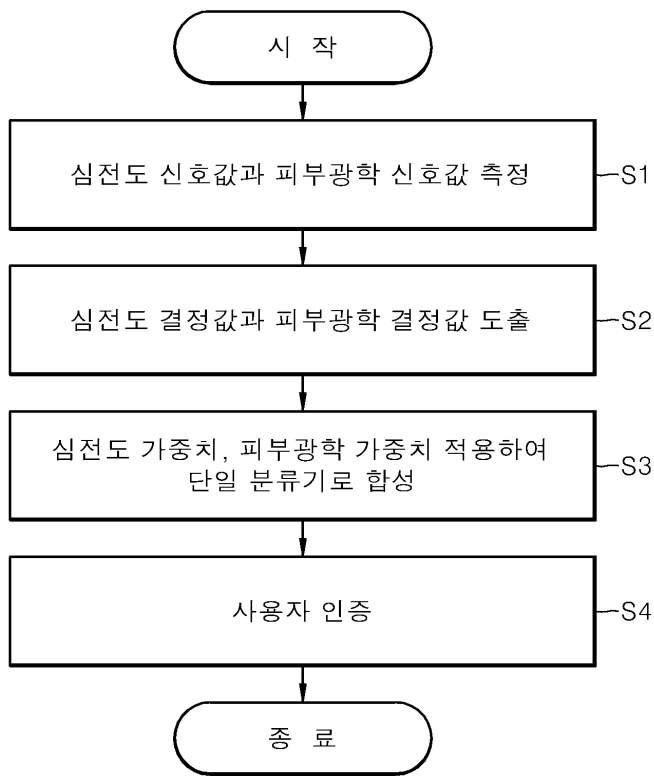 시 작
심전도 신호값과 피부광학 신호값 측정
S1
심전도 결정값과 피부광학 결정값 도출
S2
심전도 가중치, 피부광학 가중치 적용하여
단일 분류기로 합성
S3
사용자 인증
S4
종 료